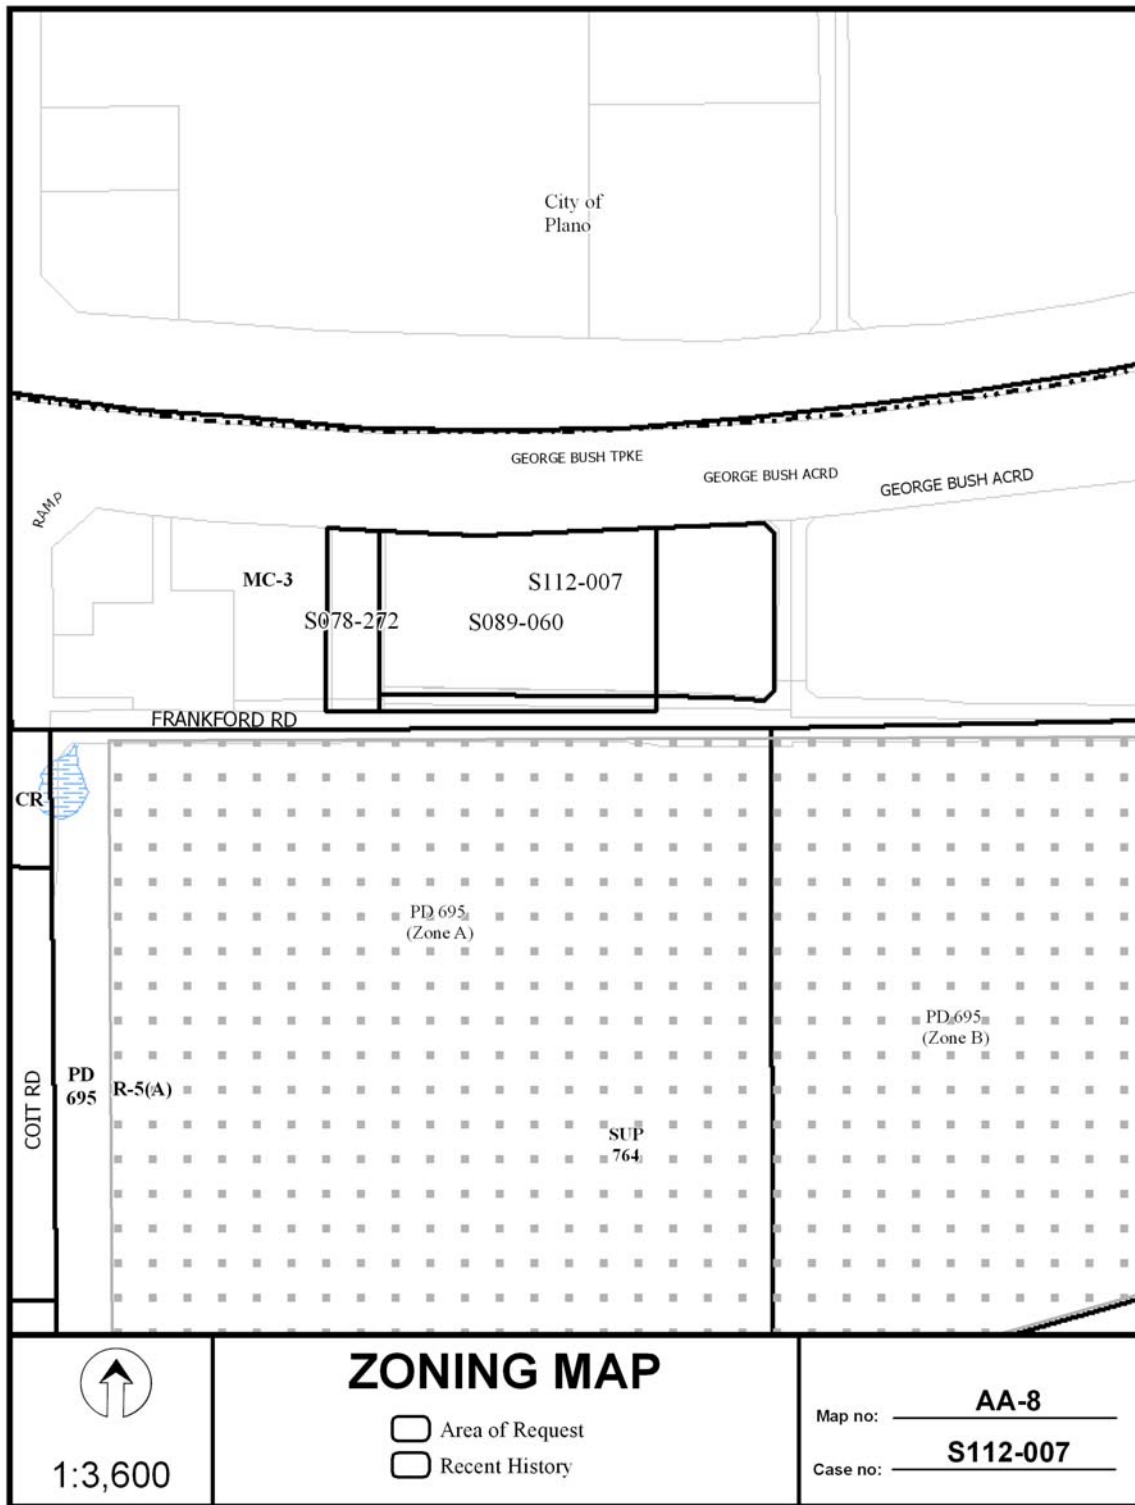 City of
Plano
GEORGE BUSH TPKE
GEORGE BUSH ACRD
GEORGE BUSH ACRD
RAMP
MC-3
S112-007
S078-272
S089-060
FRANKFORD RD
CR
PD 695
(Zone A)
PD 695
(Zone B)
COIT RD
PD
695
R-5(A)
SUP
764
1:3,600
ZONING MAP
Area of Request
Recent History
Map no: AA-8
Case no: S112-007